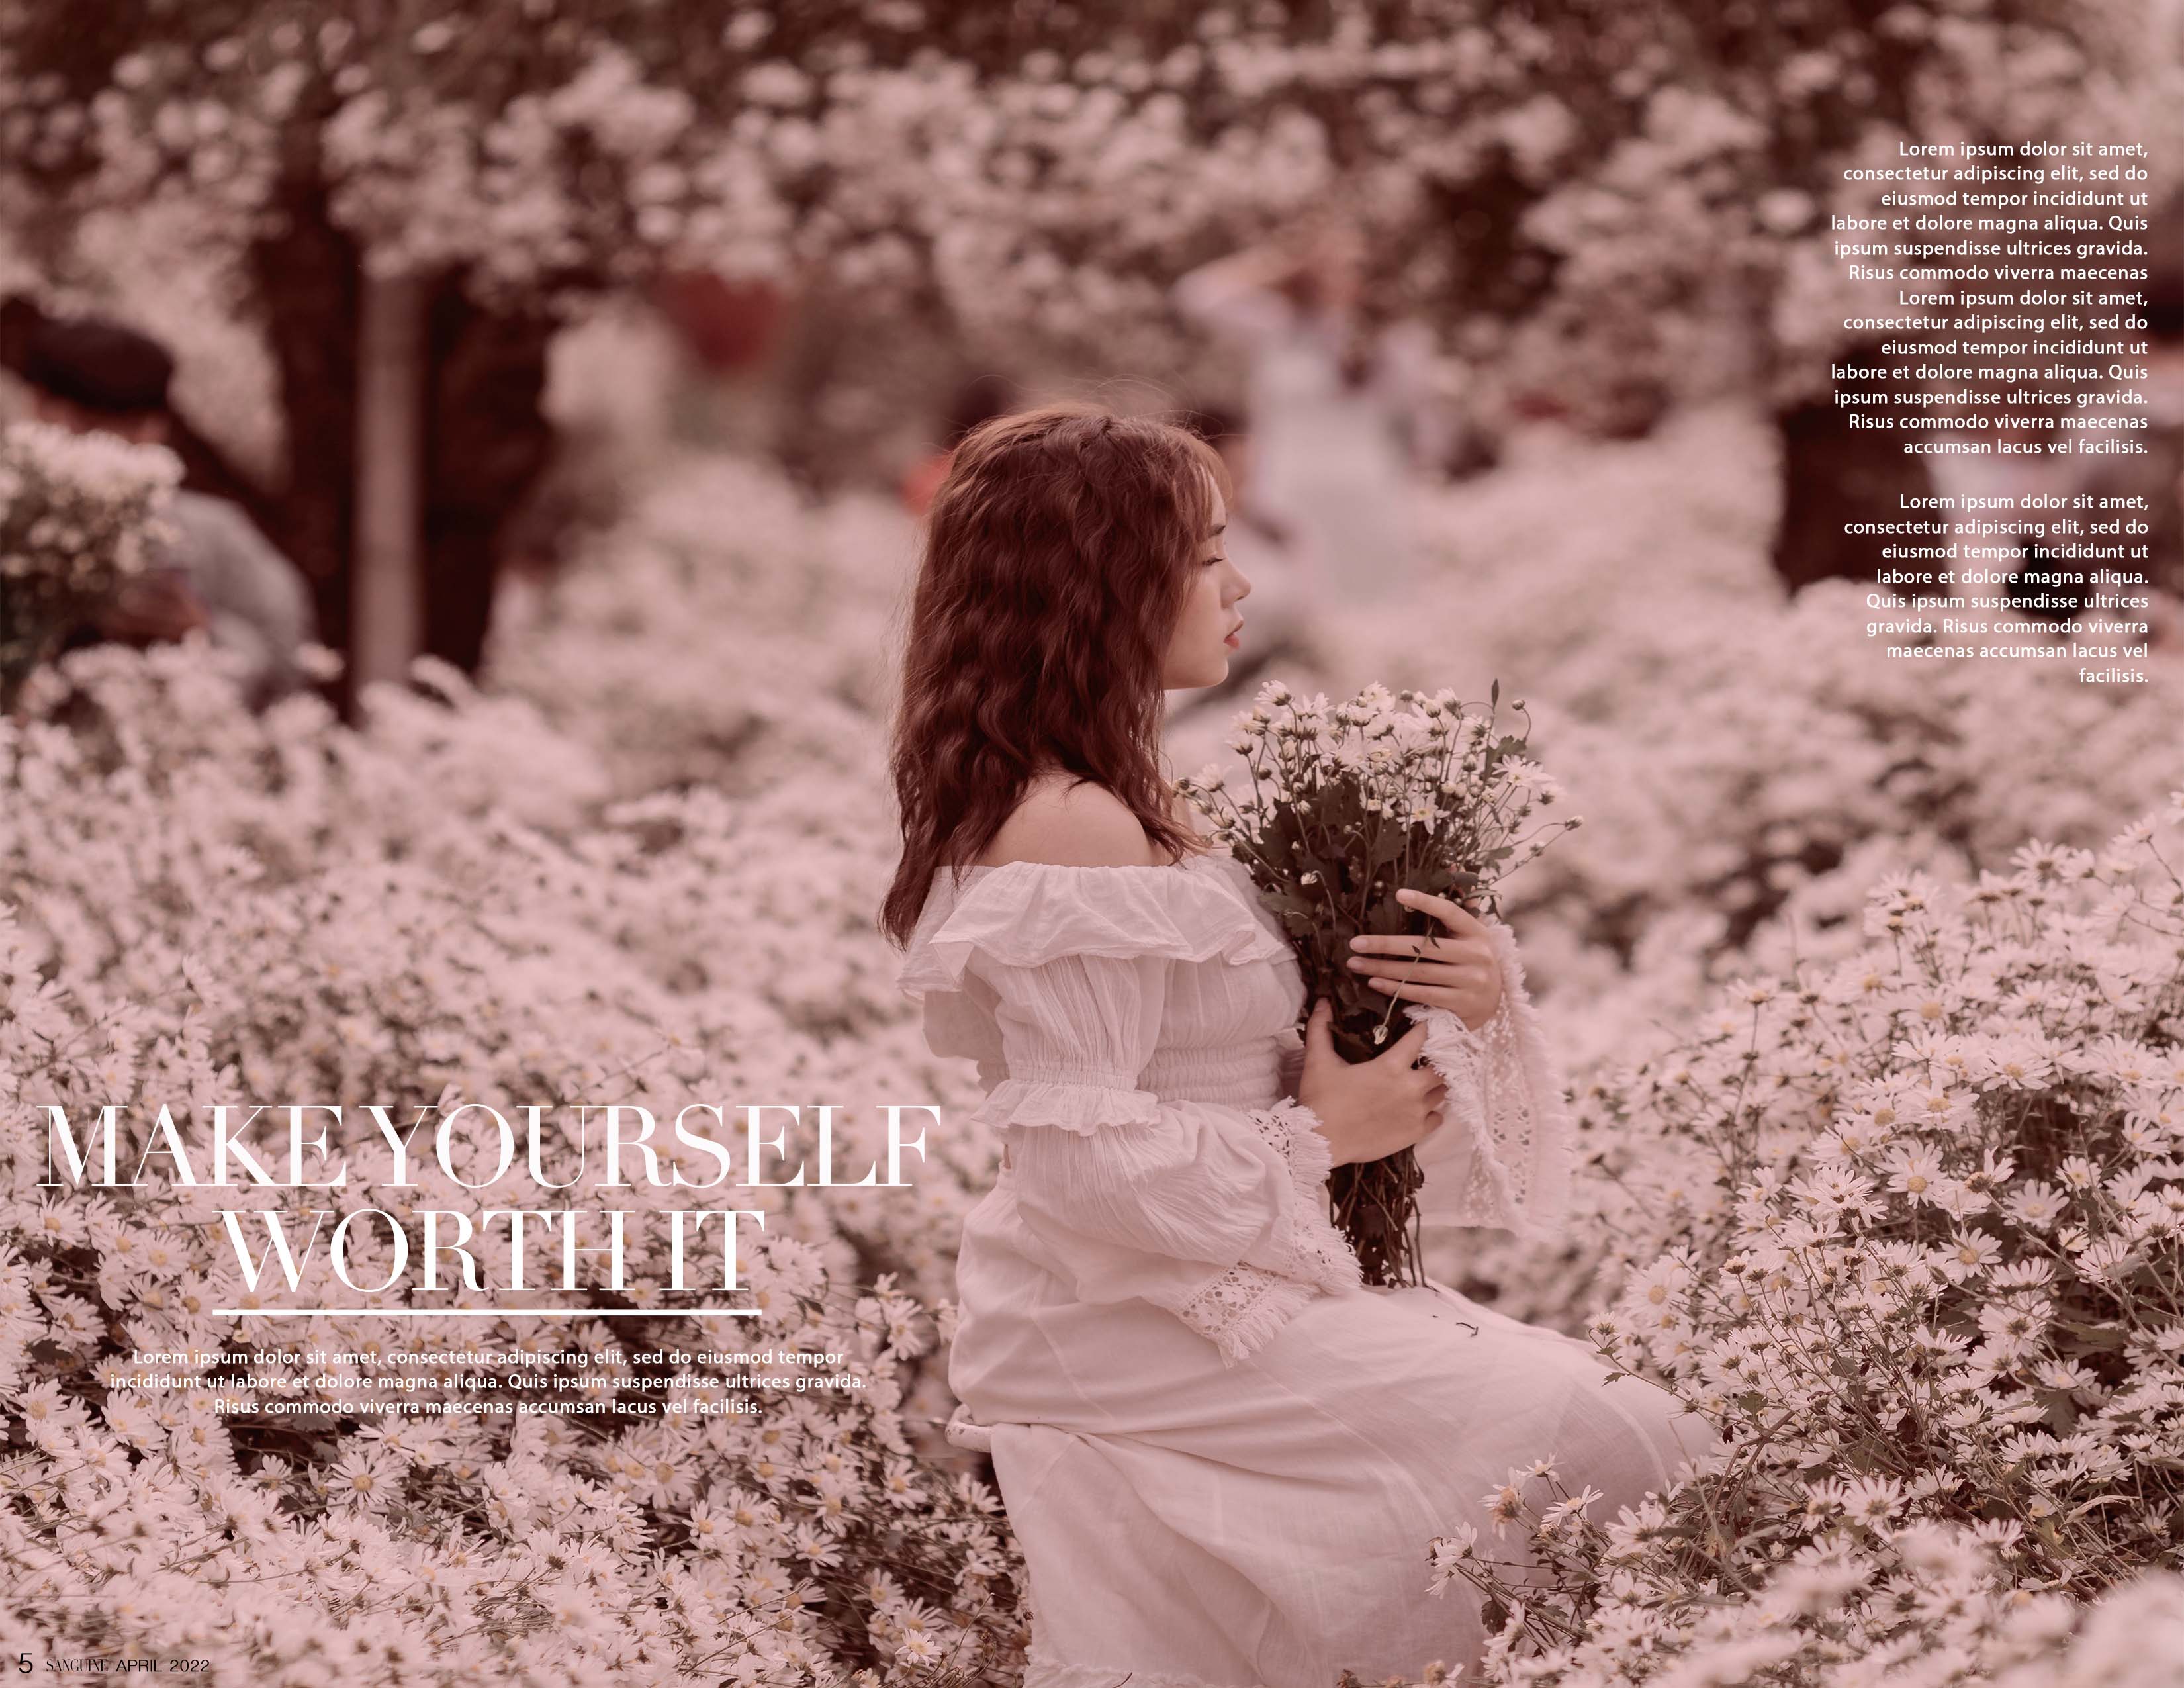 Lorem ipsum dolor sit amet,
consectetur adipiscing elit, sed do
eiusmod tempor incididunt ut
labore et dolore magna aliqua. Quis
ipsum suspendisse ultrices gravida.
Risus commodo viverra maecenas
Lorem ipsum dolor sit amet,
consectetur adipiscing elit, sed do
eiusmod tempor incididunt ut
labore et dolore magna aliqua. Quis
ipsum suspendisse ultrices gravida.
Risus commodo viverra maecenas
accumsan lacus vel facilisis.
Lorem ipsum dolor sit amet,
consectetur adipiscing elit, sed do
eiusmod tempor incididunt ut
labore et dolore magna aliqua.
Quis ipsum suspendisse ultrices
gravida. Risus commodo viverra
maecenas accumsan lacus vel
facilisis.
MAKE YOURSELF
WORTH IT
Lorem ipsum dolor sit amet, consectetur adipiscing elit, sed do eiusmod tempor
incididunt ut labore et dolore magna aliqua. Quis ipsum suspendisse ultrices gravida.
Risus commodo viverra maecenas accumsan lacus vel facilisis.
5 SANGUINE APRIL 2022